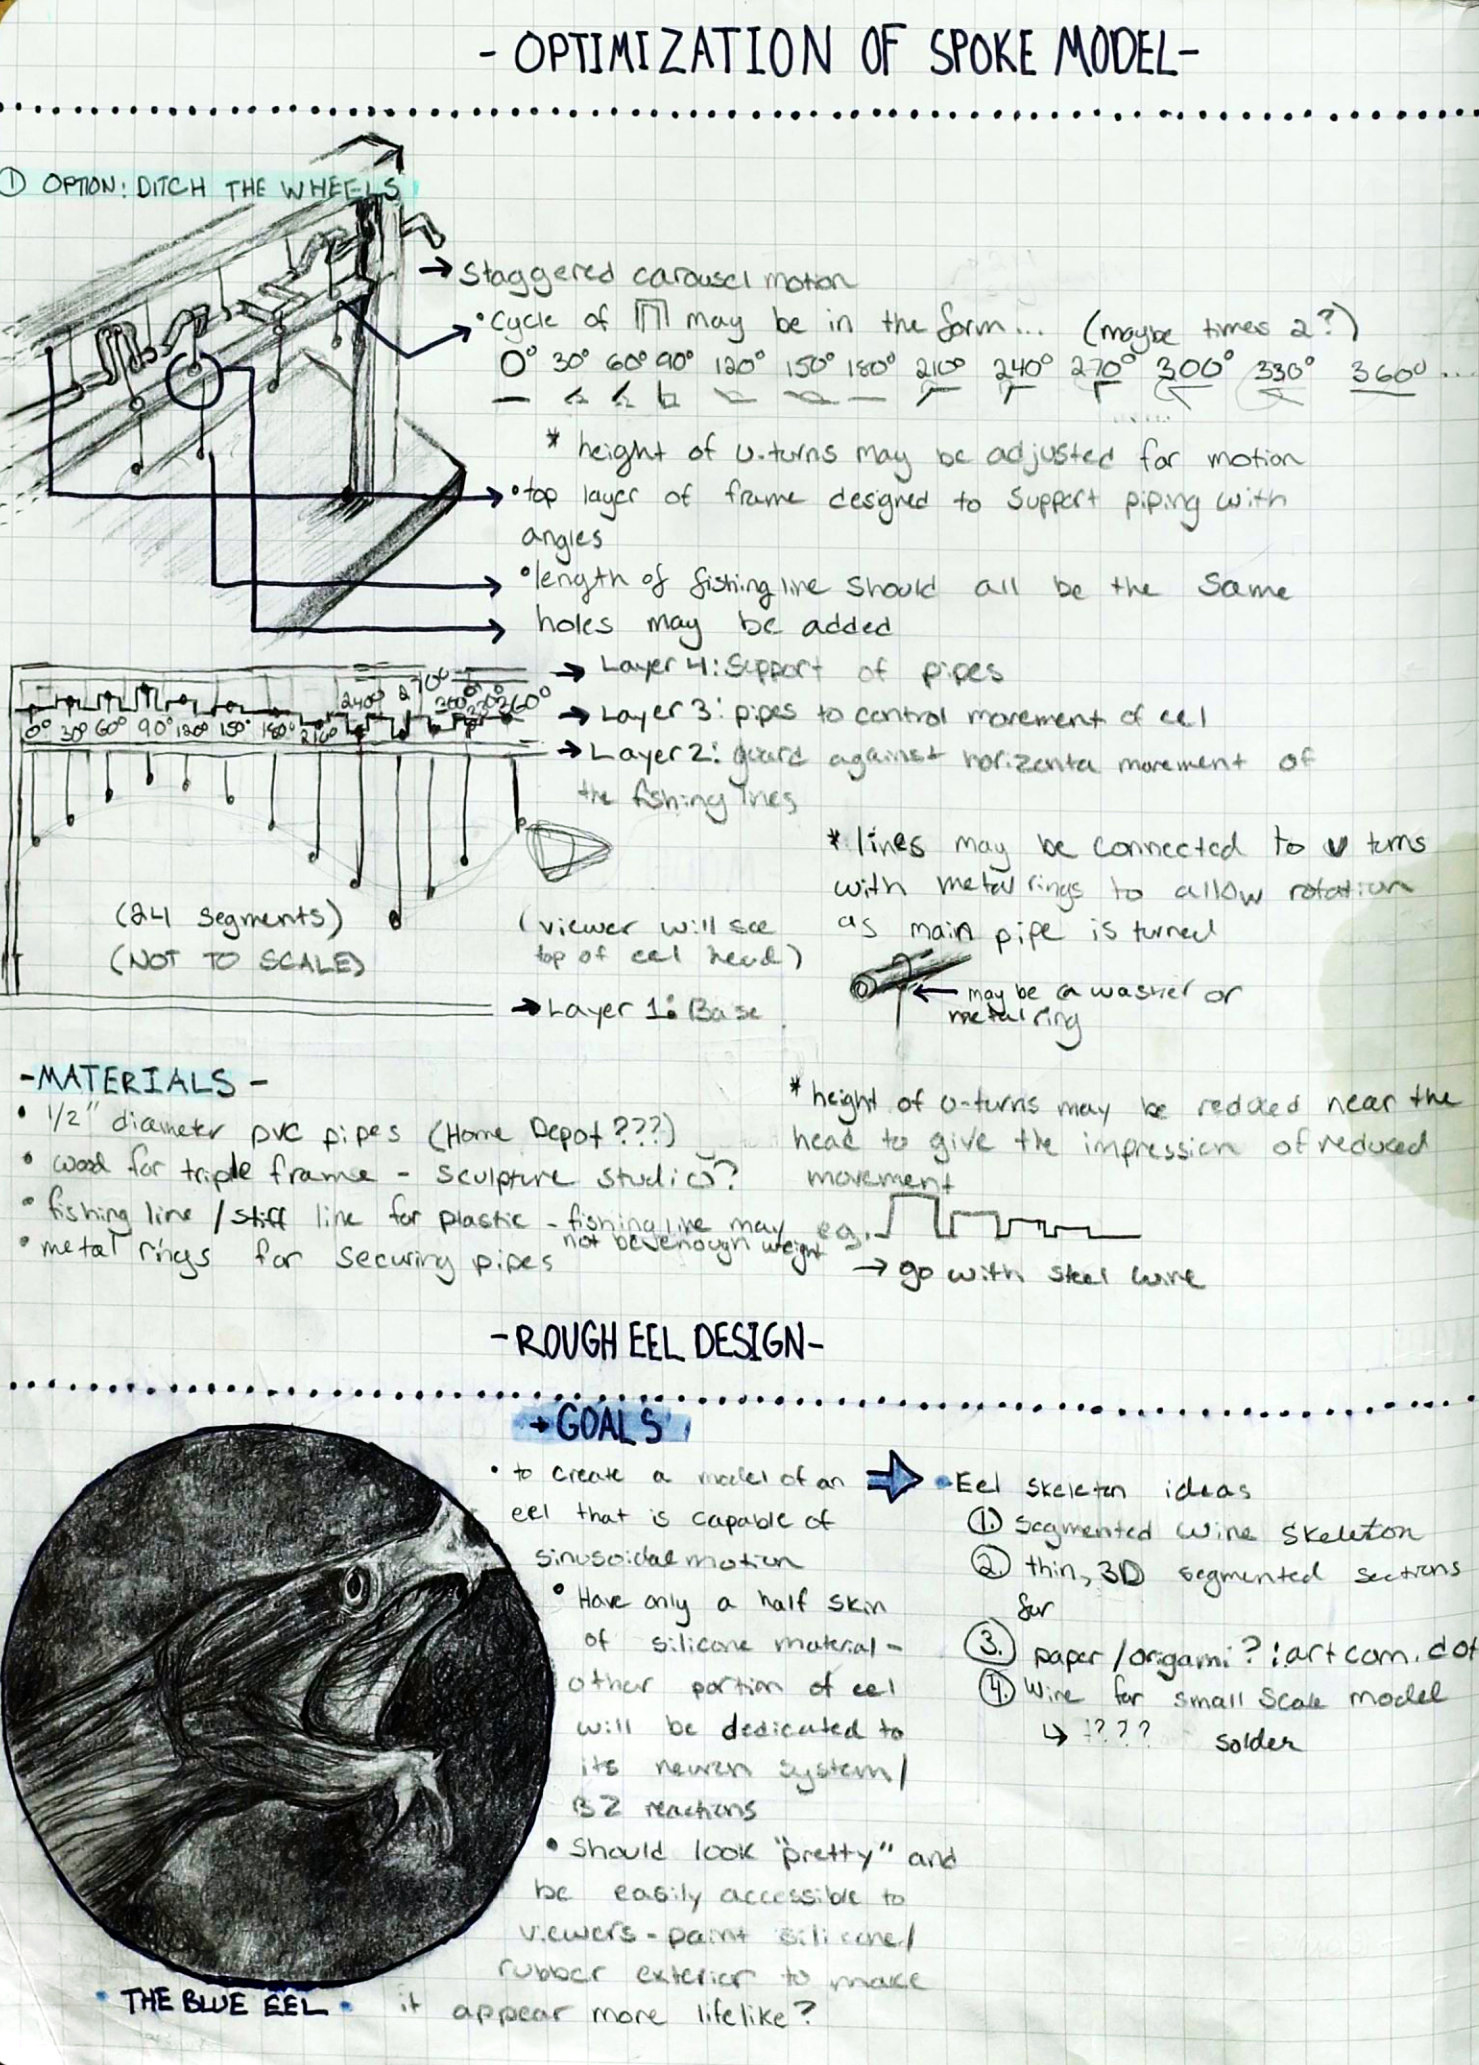 - OPTIMIZATION OF SPOKE MODEL-
① OPTION: DITCH THE WHEELS
→ Staggered carousel motion
• Cycle of may be in the form... (maybe times 2?)
0° 30° 60° 90° 120° 150° 180° 210° 240° 270° 300° 330° 360° ...
* height of u-turns may be adjusted for motion
• top layer of frame designed to support piping with
angles
• length of fishing line should all be the same
holes may be added
→ Layer 4: Support of pipes
→ Layer 3: pipes to control movement of eel
→ Layer 2: guard against horizonta movement of
the fishing lines
0° 30° 60° 90° 120° 150° 180° 210° 240° 270° 300° 330° 360°
(24 segments)
(NOT TO SCALE)
(viewer will see
top of eel head)
→ Layer 1: Base
* lines may be connected to U turns
with metal rings to allow rotation
as main pipe is turned
← may be a washer or
metal ring
-MATERIALS-
• 1/2" diameter pvc pipes (Home Depot???)
• wood for triple frame - sculpture studio?
• fishing line / stiff line for plastic - fishing line may
not be enough weight
• metal rings for securing pipes
* height of u-turns may be reduced near the
head to give the impression of reduced
movement
eg.
→ go with steel wire
-ROUGH EEL DESIGN-
→ GOALS
• to create a model of an
eel that is capable of
sinusoidal motion
• Have only a half skin
of silicone material -
other portion of eel
will be dedicated to
its neuron system/
BZ reactions
• Should look "pretty" and
be easily accessible to
viewers - paint silicone/
rubber exterior to make
it appear more lifelike?
• Eel skeleton ideas
① segmented wire skeleton
② thin, 3D segmented sections
for
③ paper/origami? : artcom.dot
④ Wire for small scale model
↳ !??? solder
• THE BLUE EEL •